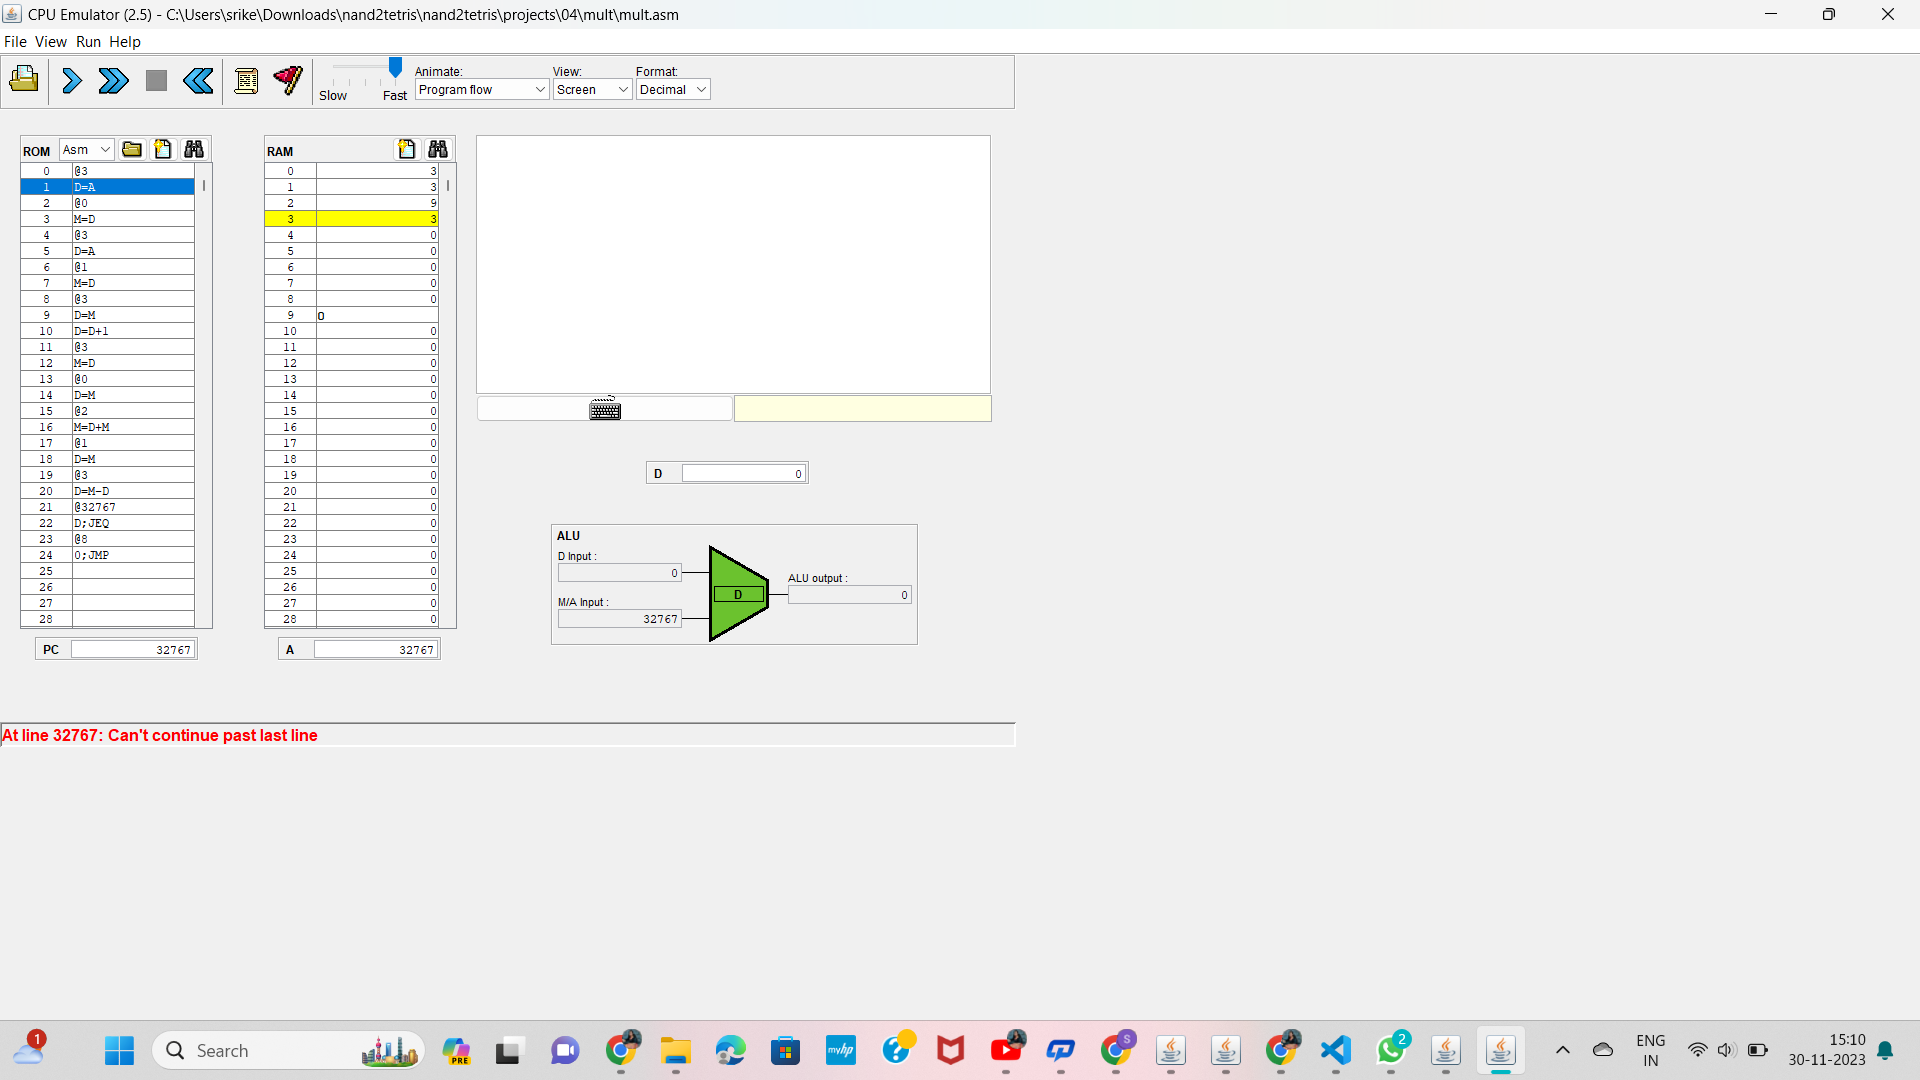 CPU Emulator (2.5) - C:\Users\srike\Downloads\nand2tetris\nand2tetris\projects\04\mult\mult.asm
File View Run Help
Slow Fast
Animate: View: Format:
Program flow Screen Decimal
ROM Asm
0 @3
1 D=A
2 @0
3 M=D
4 @3
5 D=A
6 @1
7 M=D
8 @3
9 D=M
10 D=D+1
11 @3
12 M=D
13 @0
14 D=M
15 @2
16 M=D+M
17 @1
18 D=M
19 @3
20 D=M-D
21 @32767
22 D;JEQ
23 @8
24 0;JMP
25
26
27
28
PC 32767
RAM
0 3
1 3
2 9
3 3
4 0
5 0
6 0
7 0
8 0
9 0
10 0
11 0
12 0
13 0
14 0
15 0
16 0
17 0
18 0
19 0
20 0
21 0
22 0
23 0
24 0
25 0
26 0
27 0
28 0
A 32767
D 0
ALU
D Input :
0
M/A Input :
32767
D
ALU output :
0
At line 32767: Can't continue past last line
1
Search
PRE
myhp
S
2
ENG
IN
15:10
30-11-2023